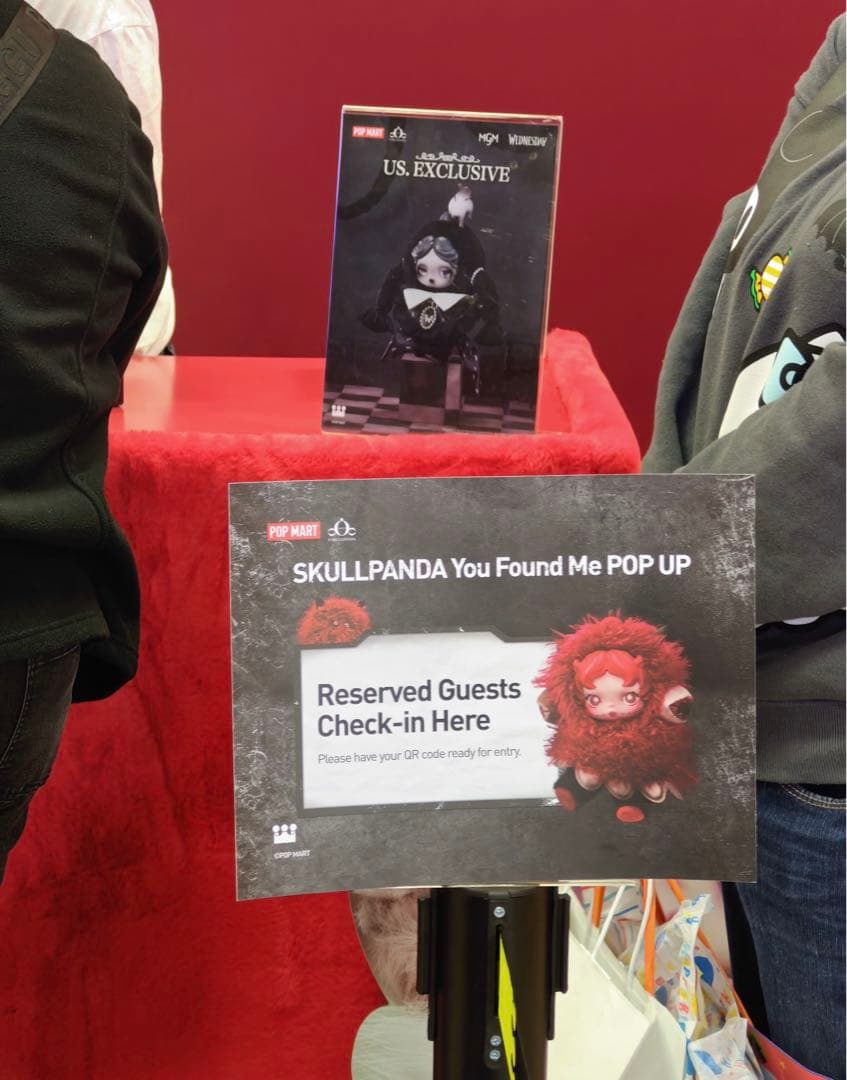 POP MART
MGM WEDNESDAY
US. EXCLUSIVE
POP MART
SKULLPANDA You Found Me POP UP
Reserved Guests
Check-in Here
Please have your QR code ready for entry.
©POP MART